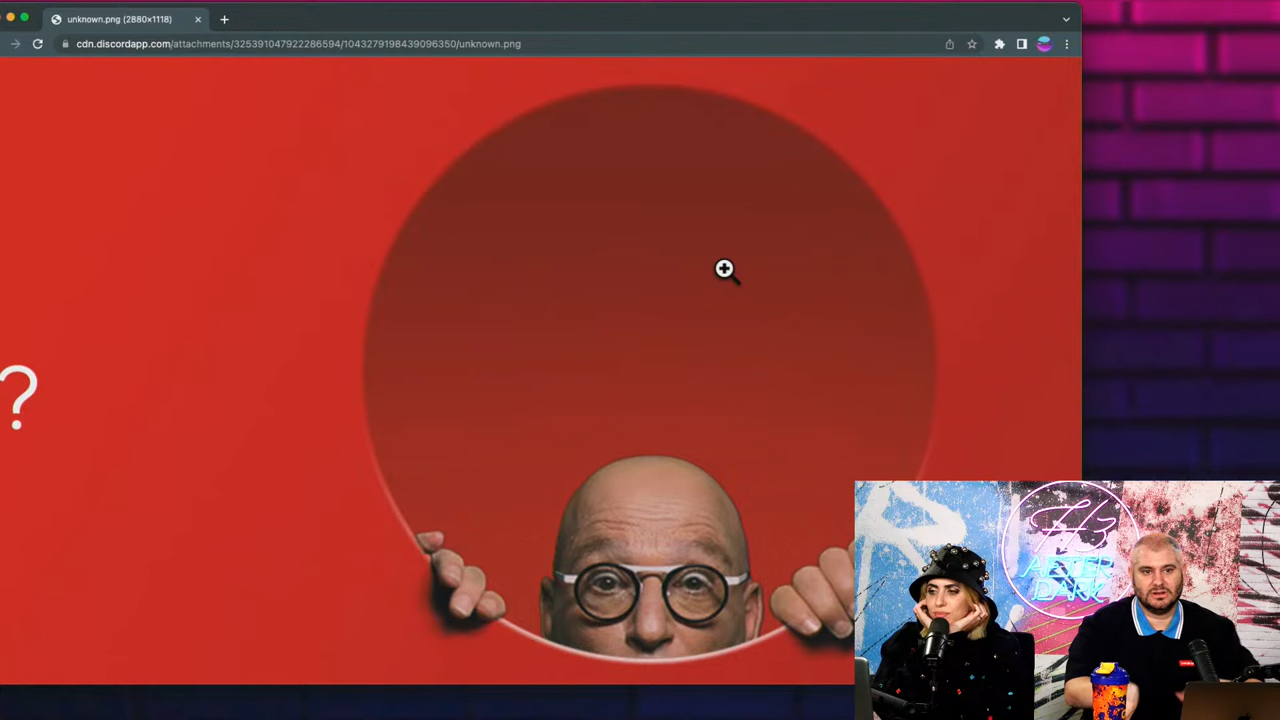 unknown.png (2880×1118)
cdn.discordapp.com/attachments/325391047922286594/1043279198439096350/unknown.png
?
H3
AFTER
DARK